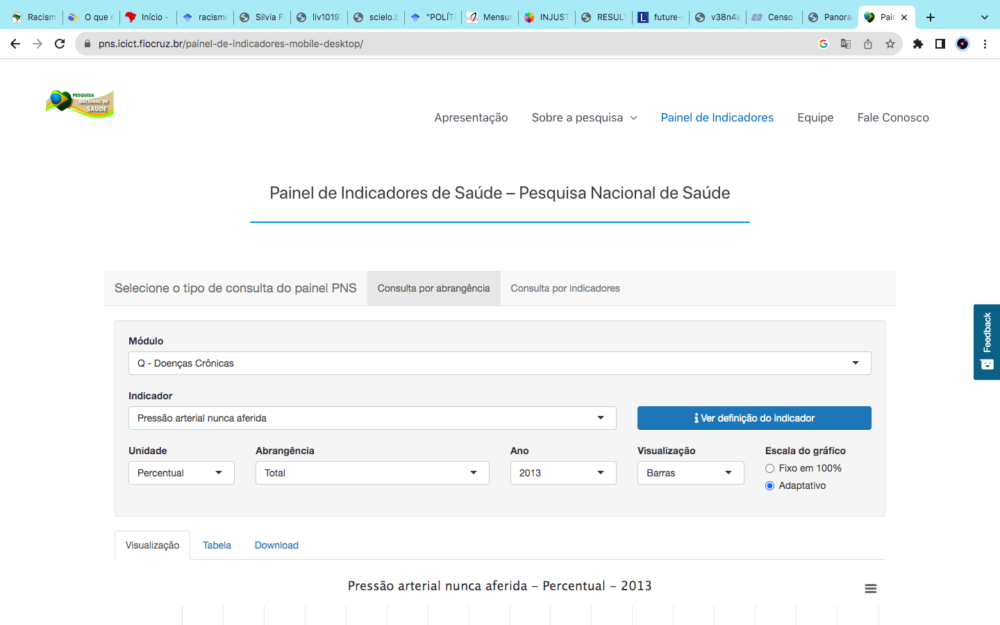 Racism
O que é
Início -
racismo
Silvia Fe
liv10197
scielo.b
"POLÍTI
Mensur
INJUST
RESULT
future-
v38n4a
Censo
Panora
Pain
pns.icict.fiocruz.br/painel-de-indicadores-mobile-desktop/
PESQUISA
NACIONAL DE
SAÚDE
Apresentação
Sobre a pesquisa
Painel de Indicadores
Equipe
Fale Conosco
Painel de Indicadores de Saúde – Pesquisa Nacional de Saúde
Selecione o tipo de consulta do painel PNS
Consulta por abrangência
Consulta por indicadores
Feedback
Módulo
Q - Doenças Crônicas
Indicador
Pressão arterial nunca aferida
Ver definição do indicador
Unidade
Abrangência
Ano
Visualização
Escala do gráfico
Percentual
Total
2013
Barras
Fixo em 100%
Adaptativo
Visualização
Tabela
Download
Pressão arterial nunca aferida – Percentual – 2013